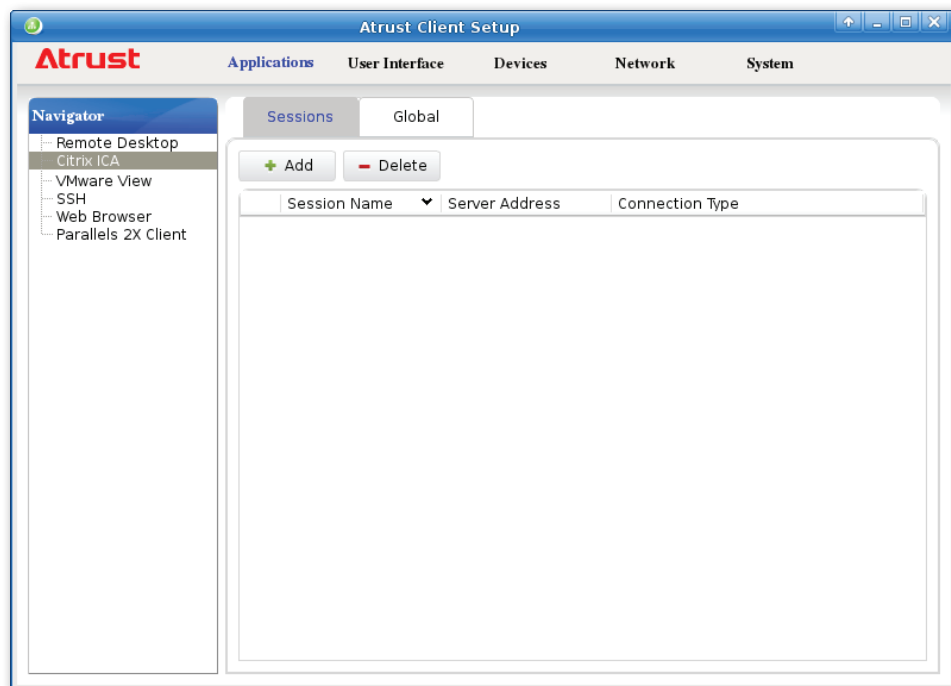 Atrust Client Setup
Atrust
Applications User Interface Devices Network System
Navigator
Remote Desktop
Citrix ICA
VMware View
SSH
Web Browser
Parallels 2X Client
Sessions Global
Add Delete
Session Name Server Address Connection Type